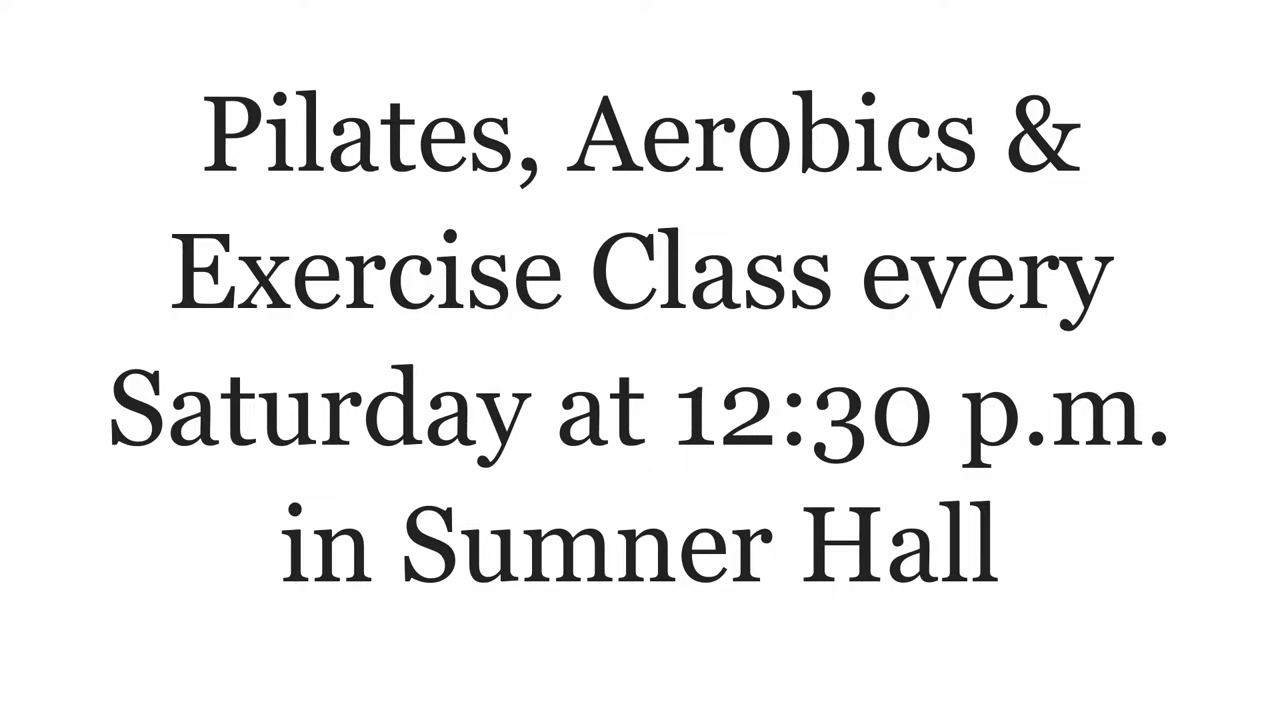 Pilates, Aerobics &
Exercise Class every
Saturday at 12:30 p.m.
in Sumner Hall